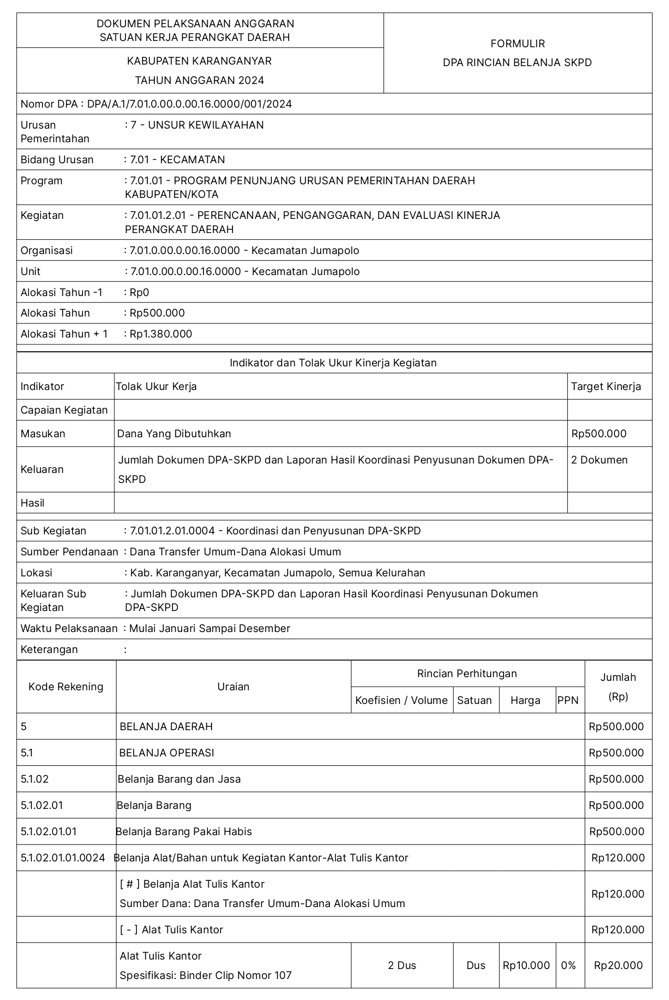 DOKUMEN PELAKSANAAN ANGGARAN
SATUAN KERJA PERANGKAT DAERAH
KABUPATEN KARANGANYAR
TAHUN ANGGARAN 2024
FORMULIR
DPA RINCIAN BELANJA SKPD
Nomor DPA : DPA/A.1/7.01.0.00.0.00.16.0000/001/2024
Urusan Pemerintahan : 7 - UNSUR KEWILAYAHAN
Bidang Urusan : 7.01 - KECAMATAN
Program : 7.01.01 - PROGRAM PENUNJANG URUSAN PEMERINTAHAN DAERAH
KABUPATEN/KOTA
Kegiatan : 7.01.01.2.01 - PERENCANAAN, PENGANGGARAN, DAN EVALUASI KINERJA
PERANGKAT DAERAH
Organisasi : 7.01.0.00.0.00.16.0000 - Kecamatan Jumapolo
Unit : 7.01.0.00.0.00.16.0000 - Kecamatan Jumapolo
Alokasi Tahun -1 : Rp0
Alokasi Tahun : Rp500.000
Alokasi Tahun + 1 : Rp1.380.000
Indikator dan Tolak Ukur Kinerja Kegiatan
Indikator Tolak Ukur Kerja Target Kinerja
Capaian Kegiatan
Masukan Dana Yang Dibutuhkan Rp500.000
Keluaran Jumlah Dokumen DPA-SKPD dan Laporan Hasil Koordinasi Penyusunan Dokumen DPA-
SKPD 2 Dokumen
Hasil
Sub Kegiatan : 7.01.01.2.01.0004 - Koordinasi dan Penyusunan DPA-SKPD
Sumber Pendanaan : Dana Transfer Umum-Dana Alokasi Umum
Lokasi : Kab. Karanganyar, Kecamatan Jumapolo, Semua Kelurahan
Keluaran Sub Kegiatan : Jumlah Dokumen DPA-SKPD dan Laporan Hasil Koordinasi Penyusunan Dokumen
DPA-SKPD
Waktu Pelaksanaan : Mulai Januari Sampai Desember
Keterangan :
Kode Rekening Uraian Rincian Perhitungan Jumlah
(Rp)
Koefisien / Volume Satuan Harga PPN
5 BELANJA DAERAH Rp500.000
5.1 BELANJA OPERASI Rp500.000
5.1.02 Belanja Barang dan Jasa Rp500.000
5.1.02.01 Belanja Barang Rp500.000
5.1.02.01.01 Belanja Barang Pakai Habis Rp500.000
5.1.02.01.01.0024 Belanja Alat/Bahan untuk Kegiatan Kantor-Alat Tulis Kantor Rp120.000
[ # ] Belanja Alat Tulis Kantor
Sumber Dana: Dana Transfer Umum-Dana Alokasi Umum Rp120.000
[ - ] Alat Tulis Kantor Rp120.000
Alat Tulis Kantor
Spesifikasi: Binder Clip Nomor 107 2 Dus Dus Rp10.000 0% Rp20.000